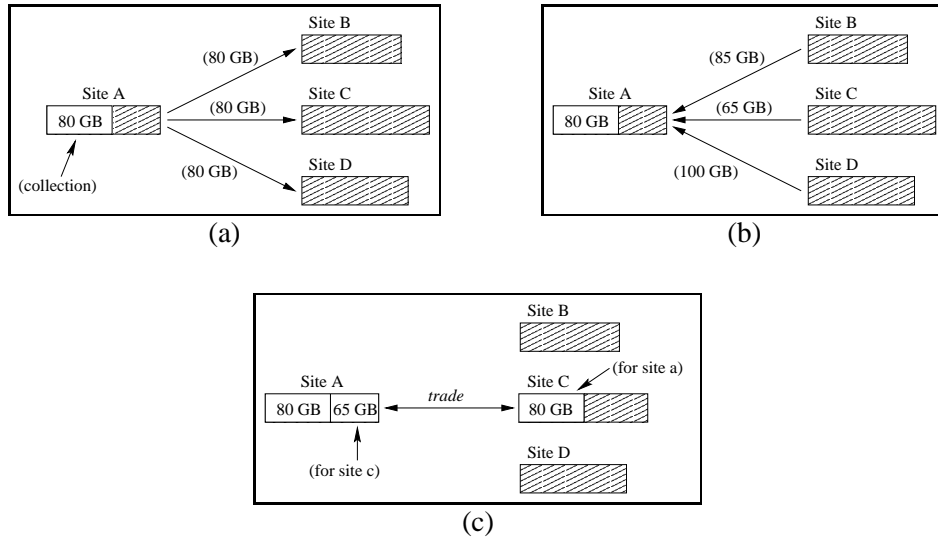 Site B
(80 GB)
Site A
(80 GB)
Site C
80 GB
(80 GB)
Site D
(collection)
(a)
Site B
(85 GB)
Site A
(65 GB)
Site C
80 GB
(100 GB)
Site D
(b)
Site B
(for site a)
Site A
Site C
80 GB
65 GB
trade
80 GB
Site D
(for site c)
(c)